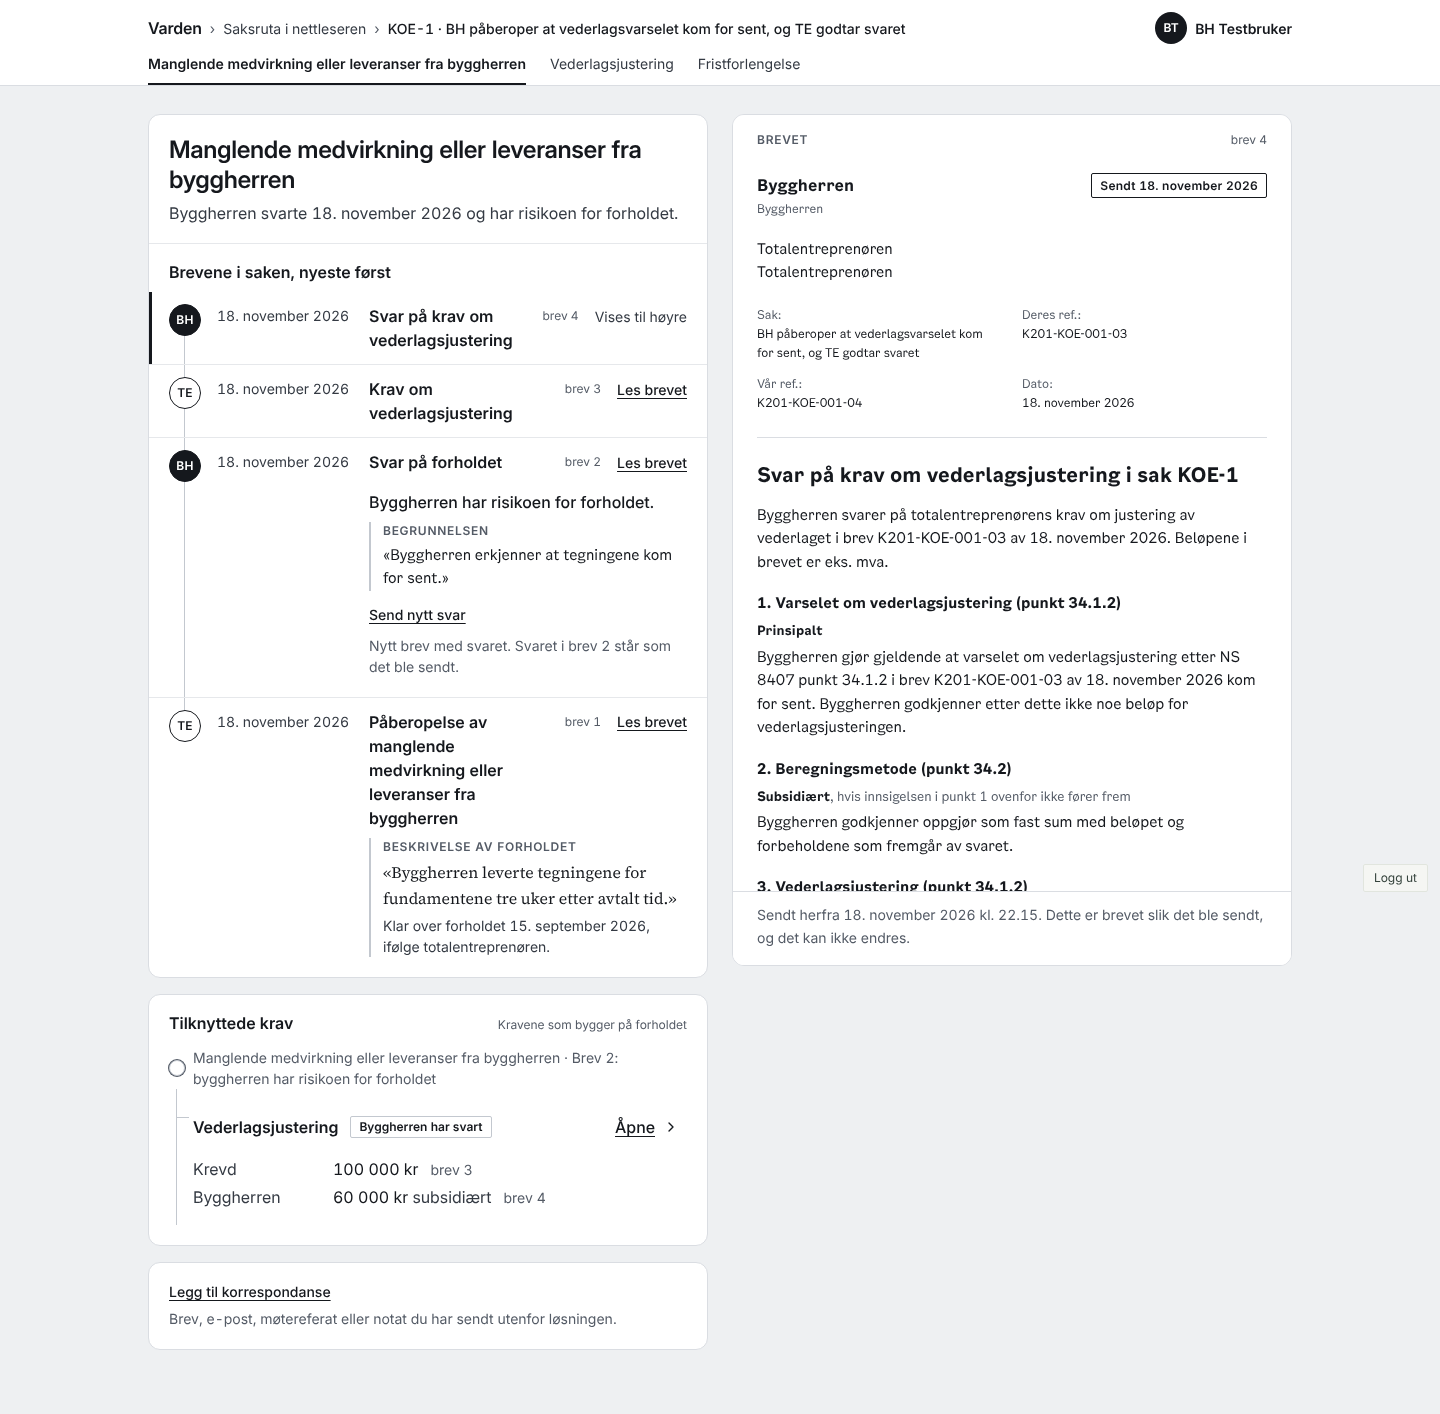 Varden › Saksruta i nettleseren › KOE-1 · BH påberoper at vederlagsvarselet kom for sent, og TE godtar svaret
BT BH Testbruker
Manglende medvirkning eller leveranser fra byggherren Vederlagsjustering Fristforlengelse
Manglende medvirkning eller leveranser fra
byggherren
Byggherren svarte 18. november 2026 og har risikoen for forholdet.
Brevene i saken, nyeste først
BH 18. november 2026 Svar på krav om brev 4 Vises til høyre
vederlagsjustering
TE 18. november 2026 Krav om brev 3 Les brevet
vederlagsjustering
BH 18. november 2026 Svar på forholdet brev 2 Les brevet
Byggherren har risikoen for forholdet.
BEGRUNNELSEN
«Byggherren erkjenner at tegningene kom
for sent.»
Send nytt svar
Nytt brev med svaret. Svaret i brev 2 står som
det ble sendt.
TE 18. november 2026 Påberopelse av brev 1 Les brevet
manglende
medvirkning eller
leveranser fra
byggherren
BESKRIVELSE AV FORHOLDET
«Byggherren leverte tegningene for
fundamentene tre uker etter avtalt tid.»
Klar over forholdet 15. september 2026,
ifølge totalentreprenøren.
Tilknyttede krav Kravene som bygger på forholdet
Manglende medvirkning eller leveranser fra byggherren · Brev 2:
byggherren har risikoen for forholdet
Vederlagsjustering Byggherren har svart Åpne
Krevd 100 000 kr brev 3
Byggherren 60 000 kr subsidiært brev 4
Legg til korrespondanse
Brev, e-post, møtereferat eller notat du har sendt utenfor løsningen.
BREVET brev 4
Byggherren Sendt 18. november 2026
Byggherren
Totalentreprenøren
Totalentreprenøren
Sak: Deres ref.:
BH påberoper at vederlagsvarselet kom K201-KOE-001-03
for sent, og TE godtar svaret
Vår ref.: Dato:
K201-KOE-001-04 18. november 2026
Svar på krav om vederlagsjustering i sak KOE-1
Byggherren svarer på totalentreprenørens krav om justering av
vederlaget i brev K201-KOE-001-03 av 18. november 2026. Beløpene i
brevet er eks. mva.
1. Varselet om vederlagsjustering (punkt 34.1.2)
Prinsipalt
Byggherren gjør gjeldende at varselet om vederlagsjustering etter NS
8407 punkt 34.1.2 i brev K201-KOE-001-03 av 18. november 2026 kom
for sent. Byggherren godkjenner etter dette ikke noe beløp for
vederlagsjusteringen.
2. Beregningsmetode (punkt 34.2)
Subsidiært, hvis innsigelsen i punkt 1 ovenfor ikke fører frem
Byggherren godkjenner oppgjør som fast sum med beløpet og
forbeholdene som fremgår av svaret.
3. Vederlagsjustering (punkt 34.1.2)
Sendt herfra 18. november 2026 kl. 22.15. Dette er brevet slik det ble sendt,
og det kan ikke endres.
Logg ut